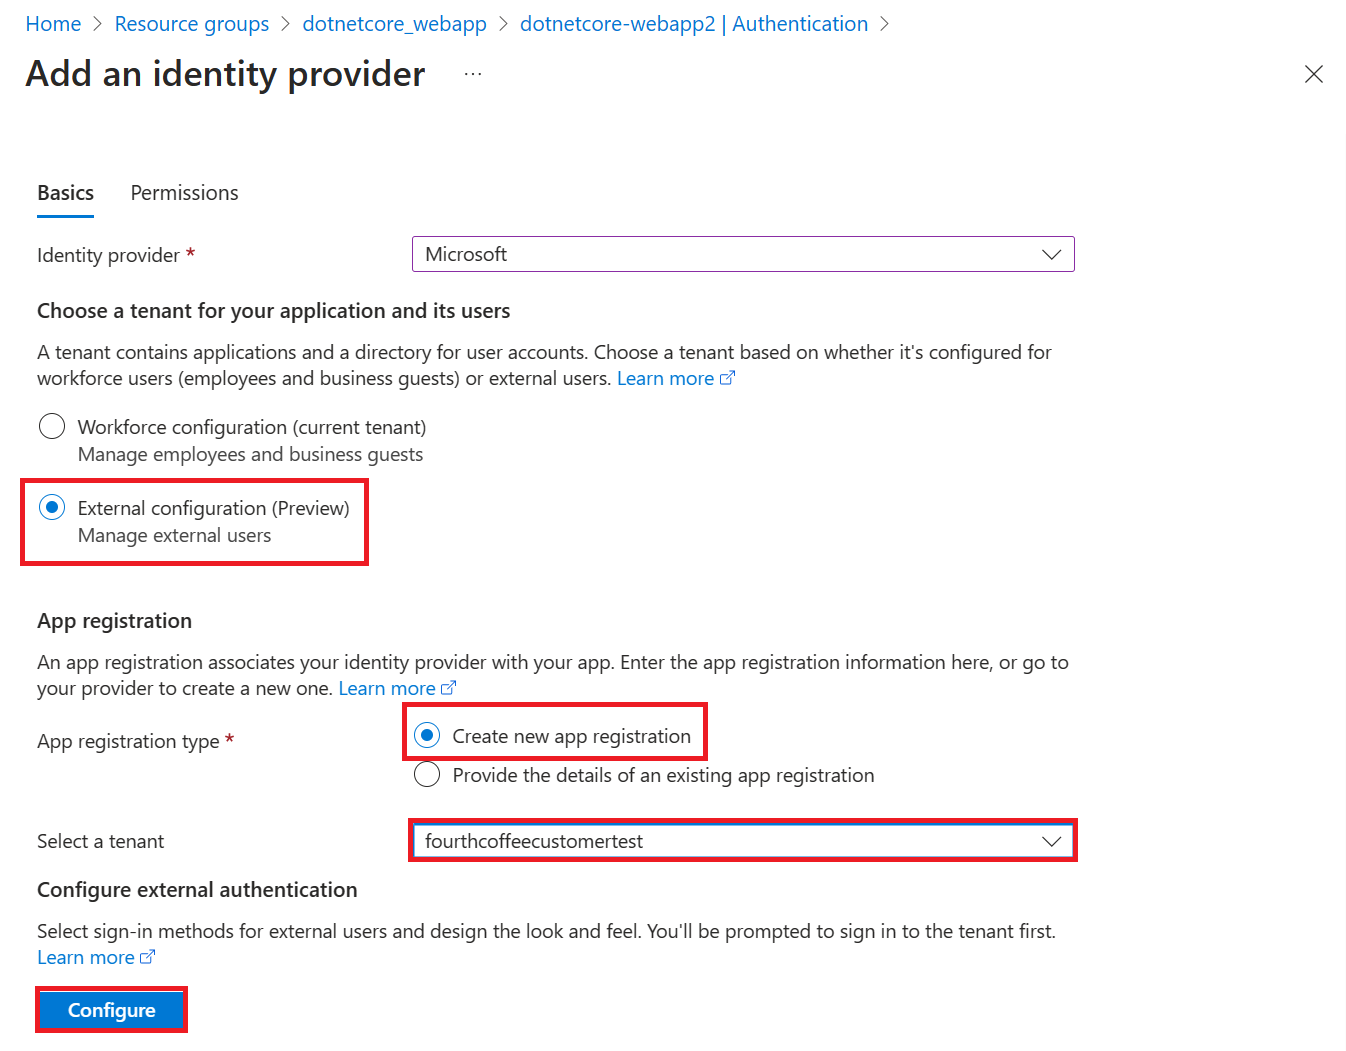 Home > Resource groups > dotnetcore_webapp > dotnetcore-webapp2 | Authentication >
Add an identity provider ...
Basics Permissions
Identity provider * Microsoft
Choose a tenant for your application and its users
A tenant contains applications and a directory for user accounts. Choose a tenant based on whether it's configured for
workforce users (employees and business guests) or external users. Learn more
Workforce configuration (current tenant)
Manage employees and business guests
External configuration (Preview)
Manage external users
App registration
An app registration associates your identity provider with your app. Enter the app registration information here, or go to
your provider to create a new one. Learn more
App registration type * Create new app registration
Provide the details of an existing app registration
Select a tenant fourthcoffeecustomertest
Configure external authentication
Select sign-in methods for external users and design the look and feel. You'll be prompted to sign in to the tenant first.
Learn more
Configure